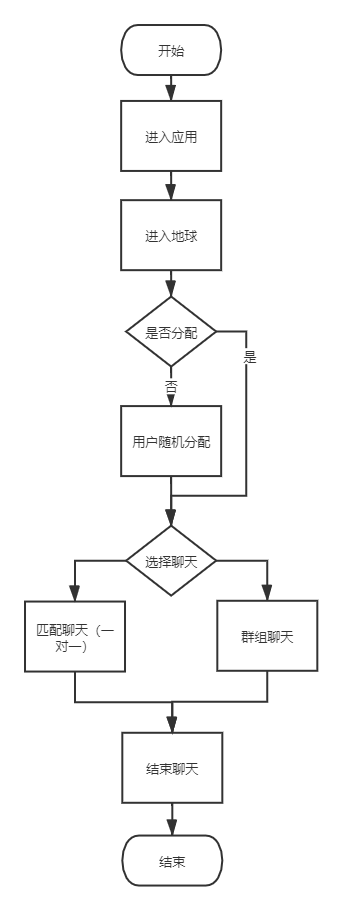 开始
进入应用
进入地球
是否分配
是
否
用户随机分配
选择聊天
匹配聊天（一
对一）
群组聊天
结束聊天
结束